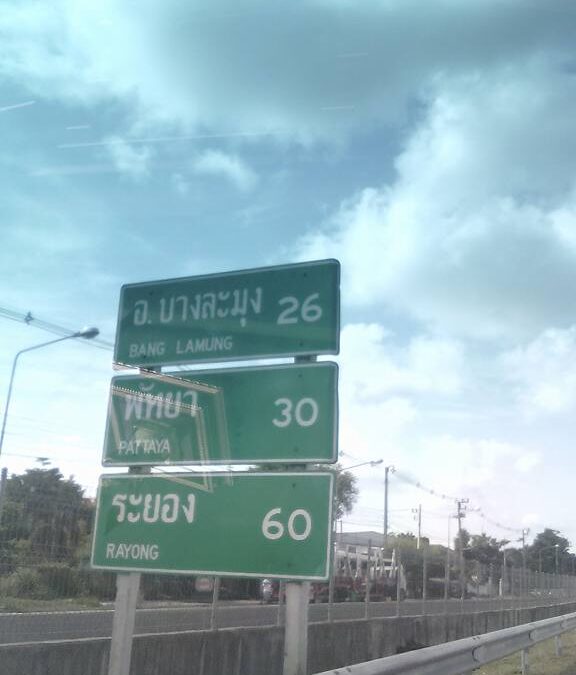 อ. บางละมุง 26
BANG LAMUNG
พัทยา 30
PATTAYA
ระยอง 60
RAYONG